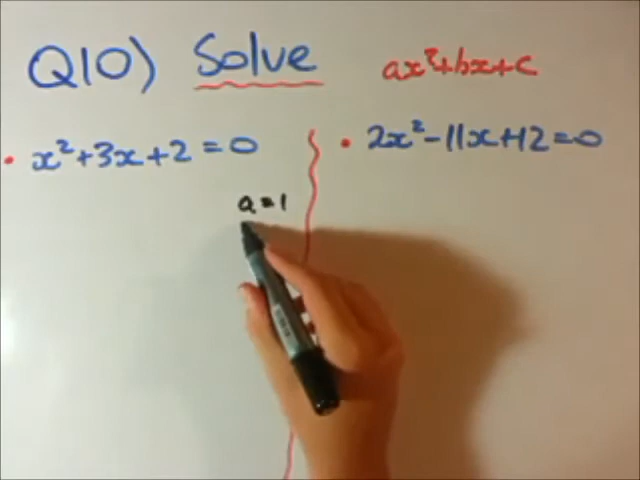 Q10) Solve
ax²+bx+c
• x²+3x+2=0
• 2x²-11x+12=0
a=1